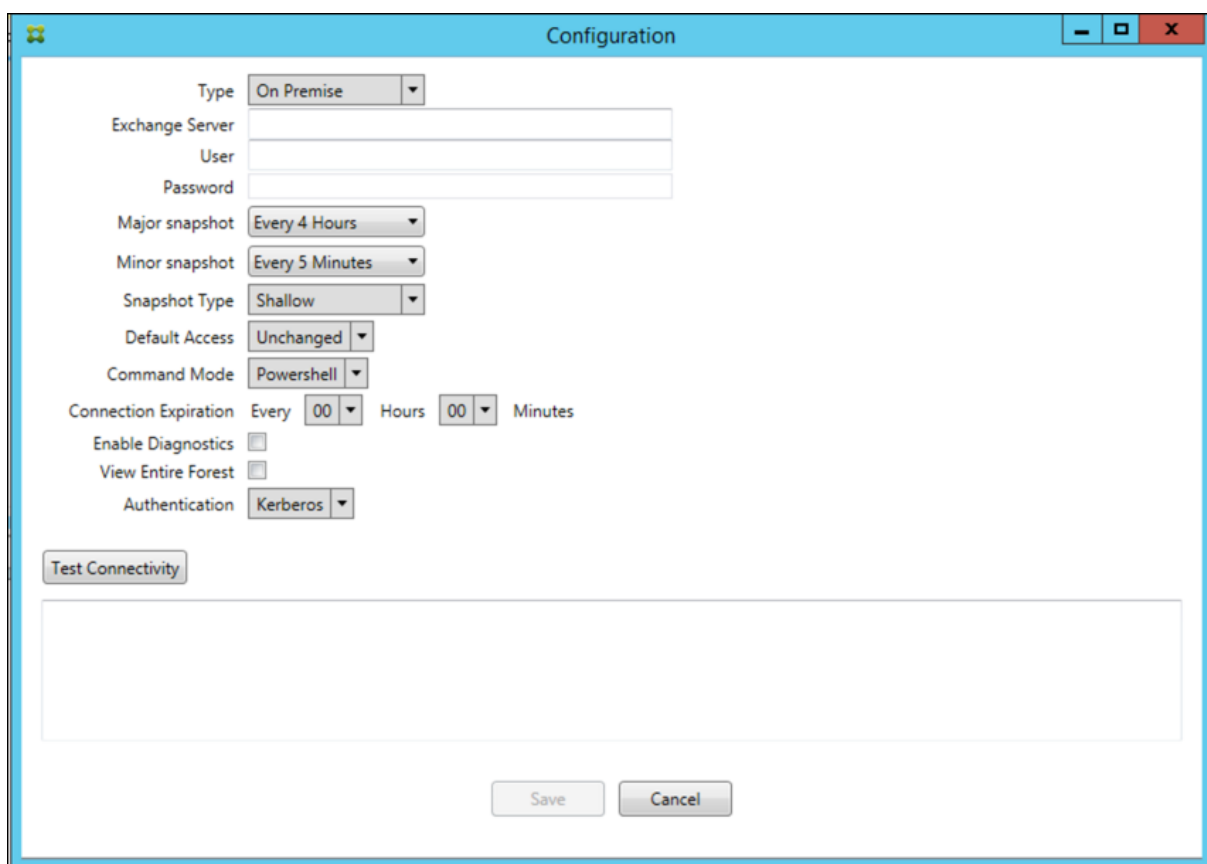 Configuration
Type On Premise
Exchange Server
User
Password
Major snapshot Every 4 Hours
Minor snapshot Every 5 Minutes
Snapshot Type Shallow
Default Access Unchanged
Command Mode Powershell
Connection Expiration Every 00 Hours 00 Minutes
Enable Diagnostics
View Entire Forest
Authentication Kerberos
Test Connectivity
Save Cancel